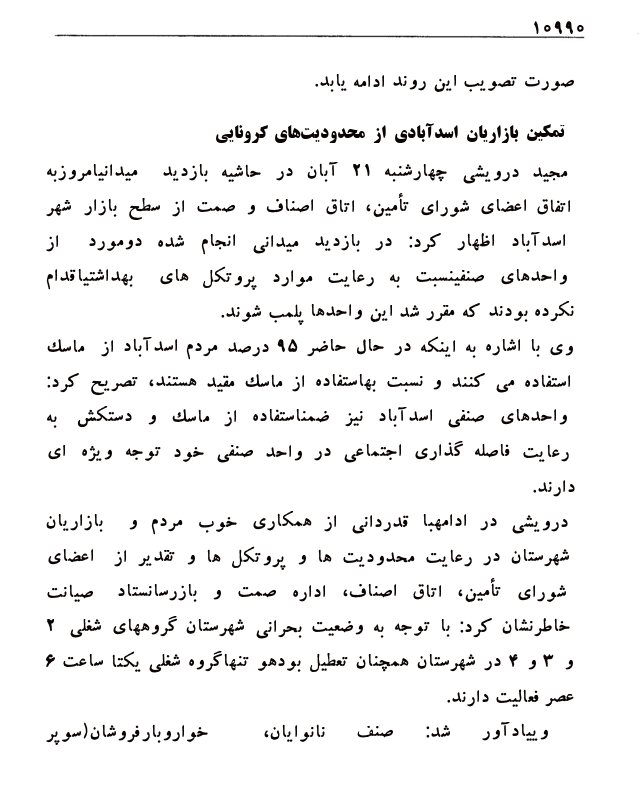 ۱۰۹۹۰
صورت تصویب این روند ادامه یابد.
تمکین بازاریان اسدآبادی از محدودیت‌های کرونایی
مجید درویشی چهارشنبه ۲۱ آبان در حاشیه بازدید میدانیامروزبه
اتفاق اعضای شورای تأمین، اتاق اصناف و صمت از سطح بازار شهر
اسدآباد اظهار کرد: در بازدید میدانی انجام شده دومورد از
واحدهای صنفینسبت به رعایت موارد پروتکل های بهداشتیاقدام
نکرده بودند که مقرر شد این واحدها پلمب شوند.
وی با اشاره به اینکه در حال حاضر ۹۵ درصد مردم اسدآباد از ماسک
استفاده می کنند و نسبت بهاستفاده از ماسک مقید هستند، تصریح کرد:
واحدهای صنفی اسدآباد نیز ضمناستفاده از ماسک و دستکش به
رعایت فاصله گذاری اجتماعی در واحد صنفی خود توجه ویژه ای
دارند.
درویشی در ادامهبا قدردانی از همکاری خوب مردم و بازاریان
شهرستان در رعایت محدودیت ها و پروتکل ها و تقدیر از اعضای
شورای تأمین، اتاق اصناف، اداره صمت و بازرسانستاد صیانت
خاطرنشان کرد: با توجه به وضعیت بحرانی شهرستان گروههای شغلی ۲
و ۳ و ۴ در شهرستان همچنان تعطیل بودهو تنهاگروه شغلی یکتا ساعت ۶
عصر فعالیت دارند.
وییادآور شد: صنف نانوایان، خواروبارفروشان(سوپر